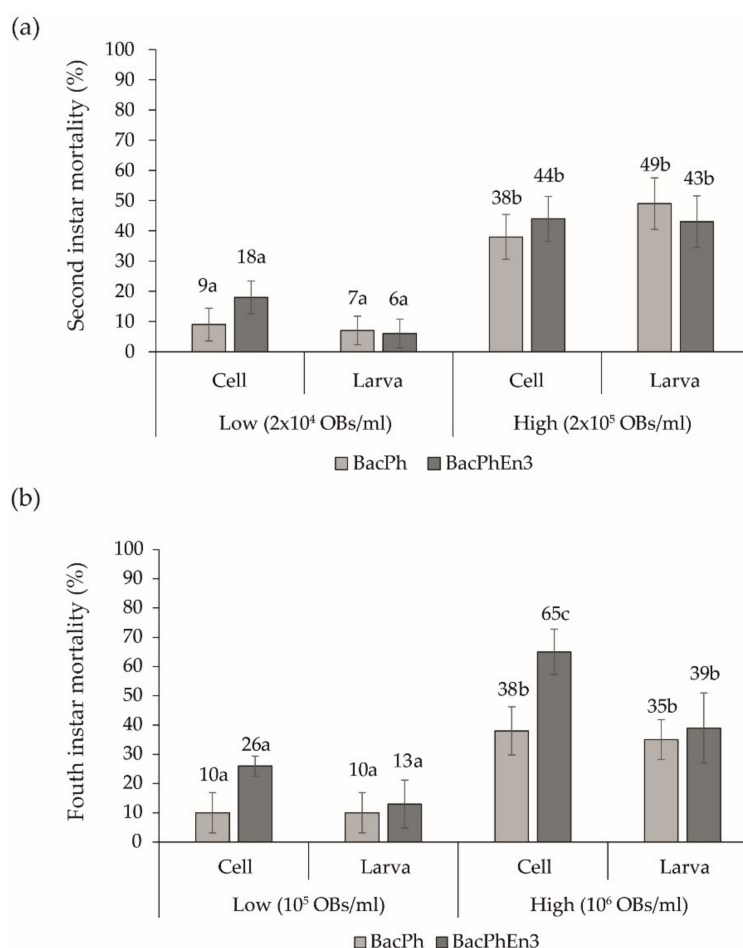 (a)
Second instar mortality (%)
100
90
80
70
60
50
40
30
20
10
0
9a
18a
7a
6a
38b
44b
49b
43b
Cell
Larva
Cell
Larva
Low (2x10⁴ OBs/ml)
High (2x10⁵ OBs/ml)
BacPh
BacPhEn3
(b)
Fouth instar mortality (%)
100
90
80
70
60
50
40
30
20
10
0
10a
26a
10a
13a
38b
65c
35b
39b
Cell
Larva
Cell
Larva
Low (10⁵ OBs/ml)
High (10⁶ OBs/ml)
BacPh
BacPhEn3